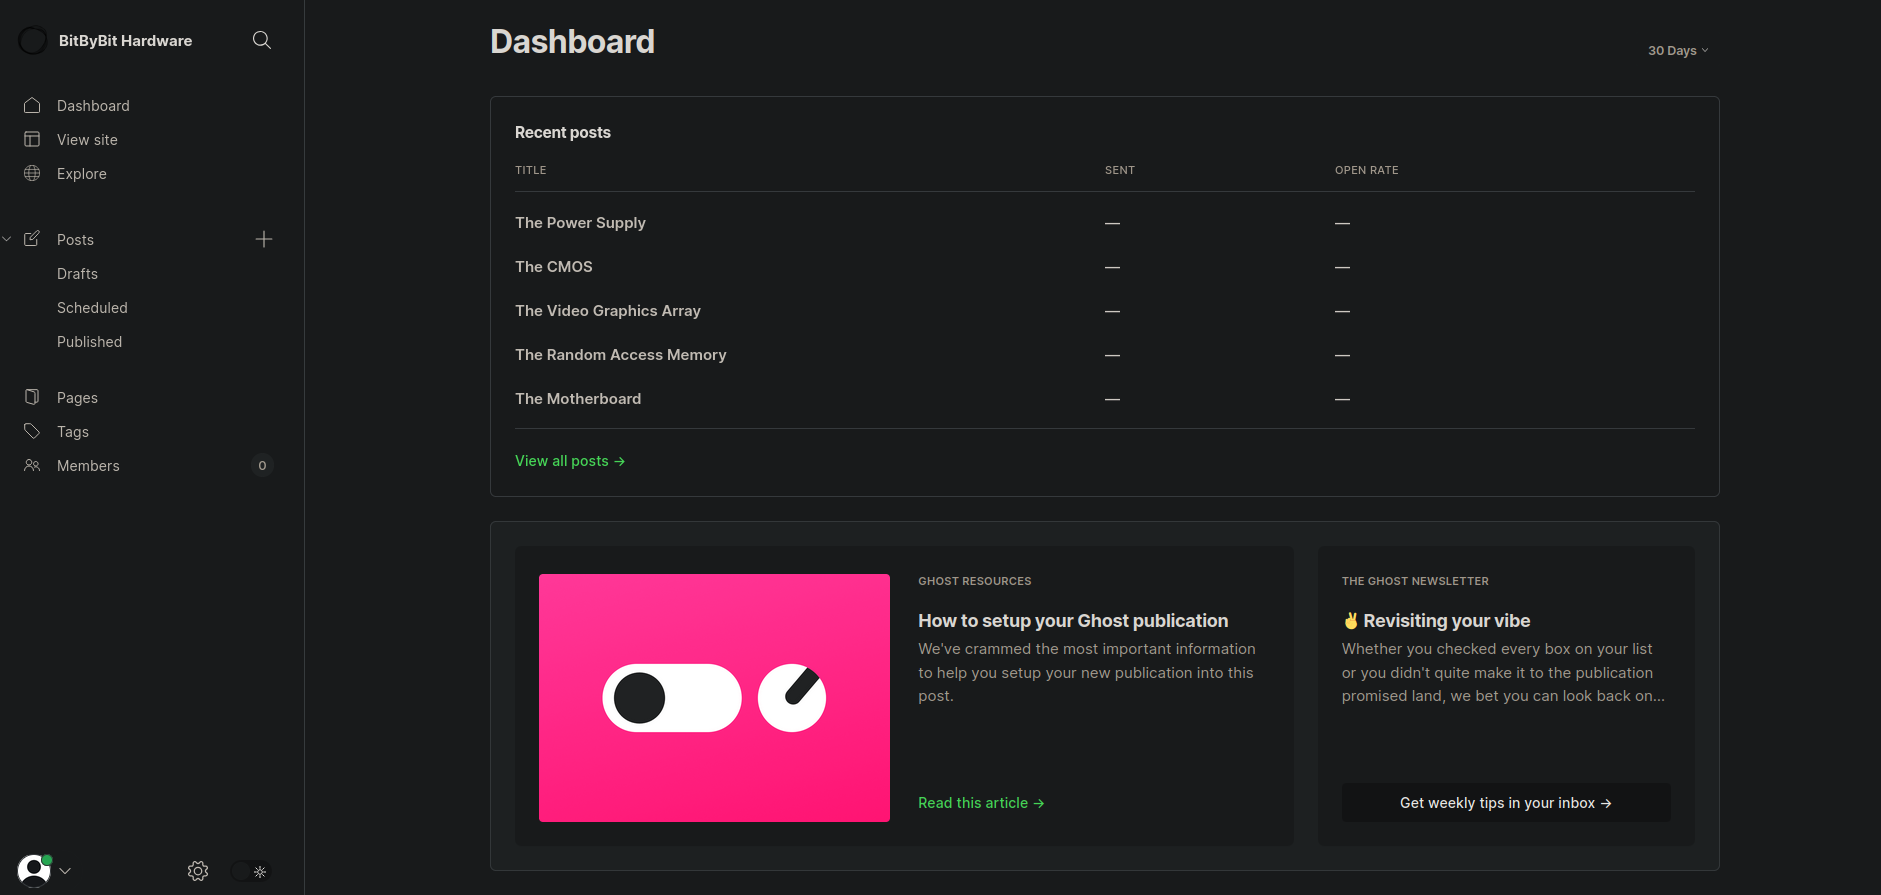 BitByBit Hardware
Dashboard
View site
Explore
Posts
Drafts
Scheduled
Published
Pages
Tags
Members 0
Dashboard
30 Days
Recent posts
TITLE SENT OPEN RATE
The Power Supply — —
The CMOS — —
The Video Graphics Array — —
The Random Access Memory — —
The Motherboard — —
View all posts →
GHOST RESOURCES
How to setup your Ghost publication
We've crammed the most important information
to help you setup your new publication into this
post.
Read this article →
THE GHOST NEWSLETTER
✌️ Revisiting your vibe
Whether you checked every box on your list
or you didn't quite make it to the publication
promised land, we bet you can look back on...
Get weekly tips in your inbox →